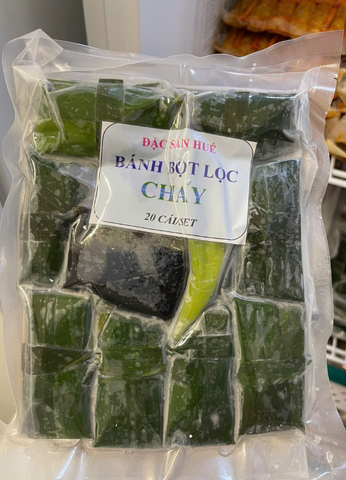 ĐẶC SẢN HUẾ
BÁNH BỘT LỌC
CHAY
20 CÁI/SET